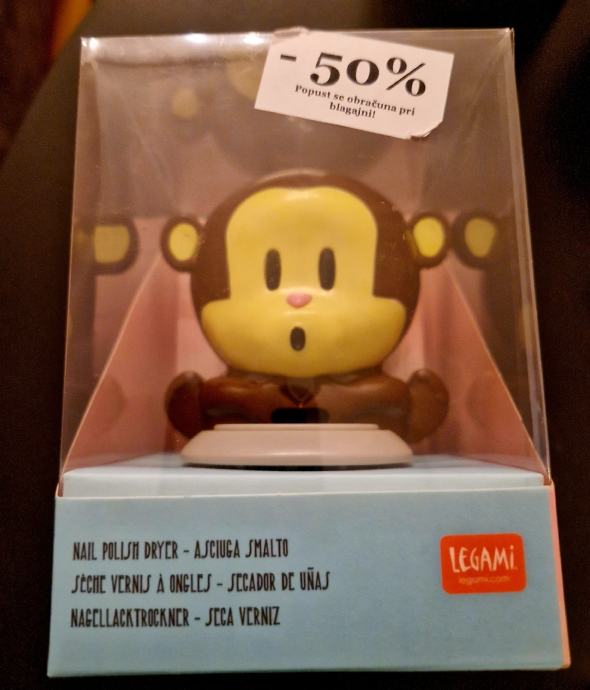 - 50%
Popust se obračuna pri
blagajni!
NAIL POLISH DRYER - ASCIUGA SMALTO
SÈCHE VERNIS À ONGLES - SECADOR DE UÑAS
NAGELLACKTROCKNER - SECA VERNIZ
LEGAMI
legami.com